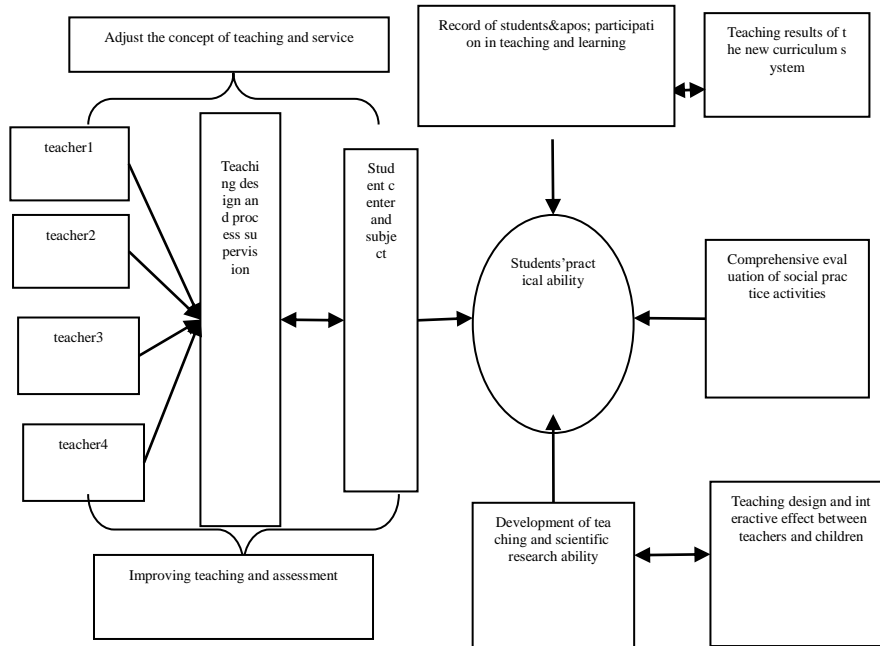 Adjust the concept of teaching and service
Record of students&apos; participati
on in teaching and learning
Teaching results of t
he new curriculum s
ystem
teacher1
teacher2
teacher3
teacher4
Teachi
ng des
ign an
d proc
ess su
pervis
ion
Stud
ent c
enter
and
subje
ct
Students’pract
ical ability
Comprehensive eval
uation of social prac
tice activities
Improving teaching and assessment
Development of tea
ching and scientific
research ability
Teaching design and int
eractive effect between
teachers and children